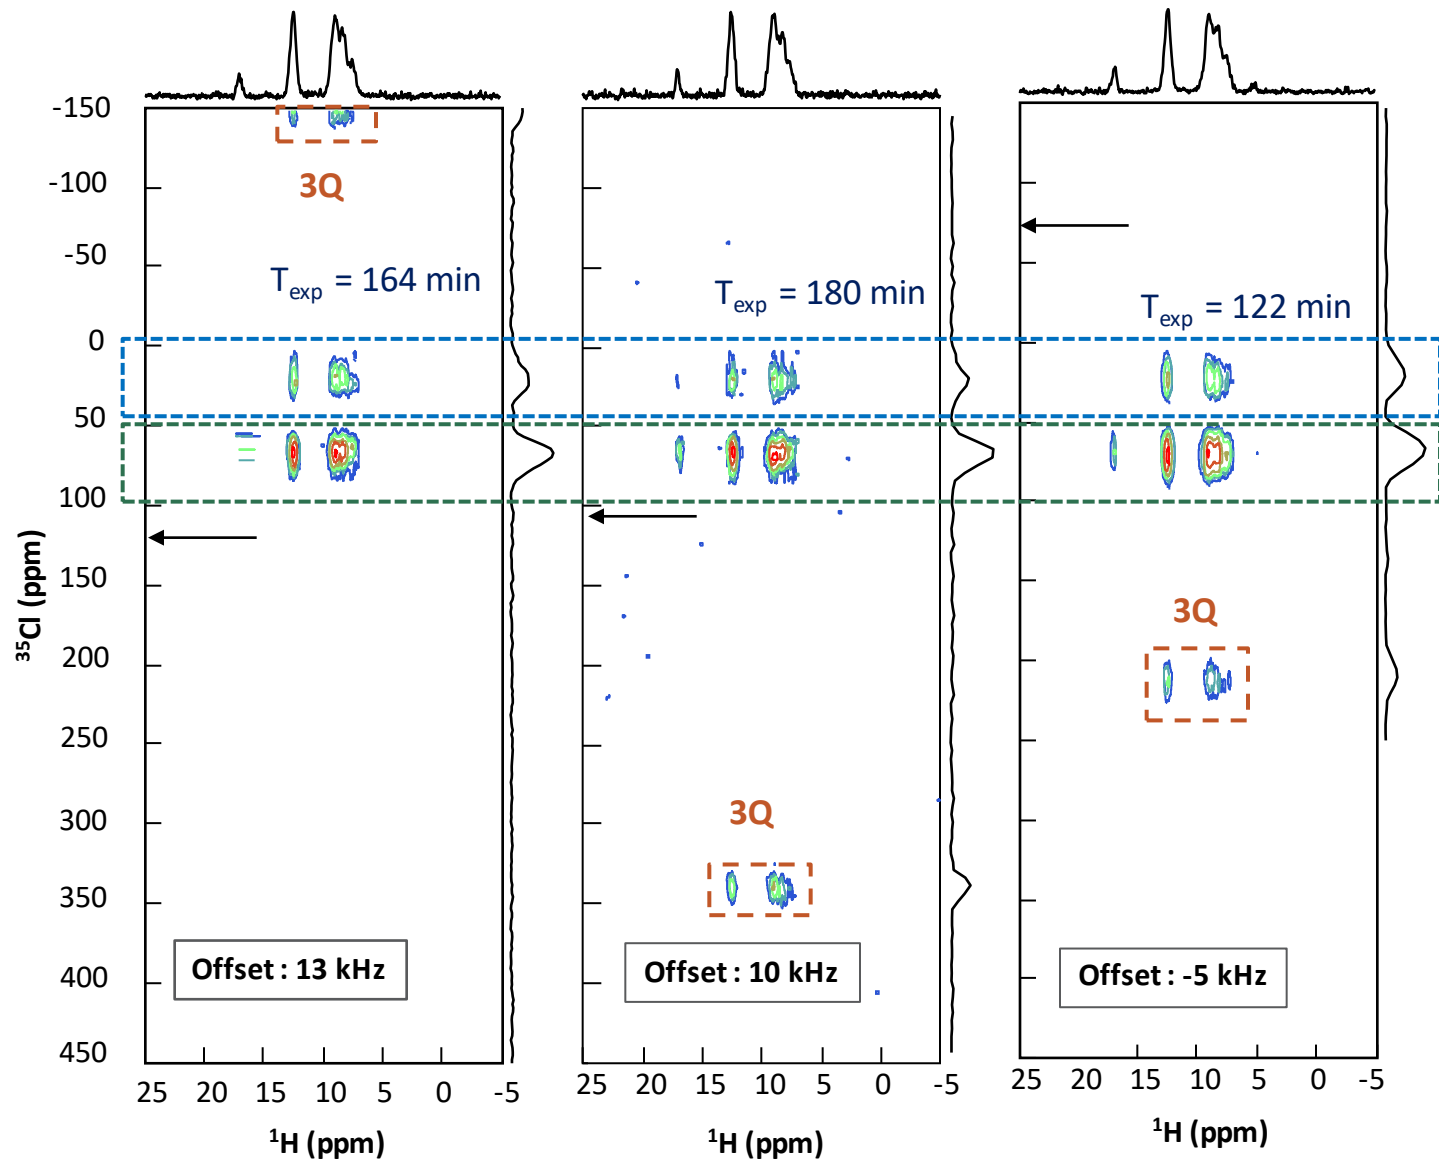 -150
-100
-50
0
50
100
150
200
250
300
350
400
450
³⁵Cl (ppm)
3Q
T_exp = 164 min
Offset : 13 kHz
25 20 15 10 5 0 -5
¹H (ppm)
T_exp = 180 min
3Q
Offset : 10 kHz
25 20 15 10 5 0 -5
¹H (ppm)
T_exp = 122 min
3Q
Offset : -5 kHz
25 20 15 10 5 0 -5
¹H (ppm)